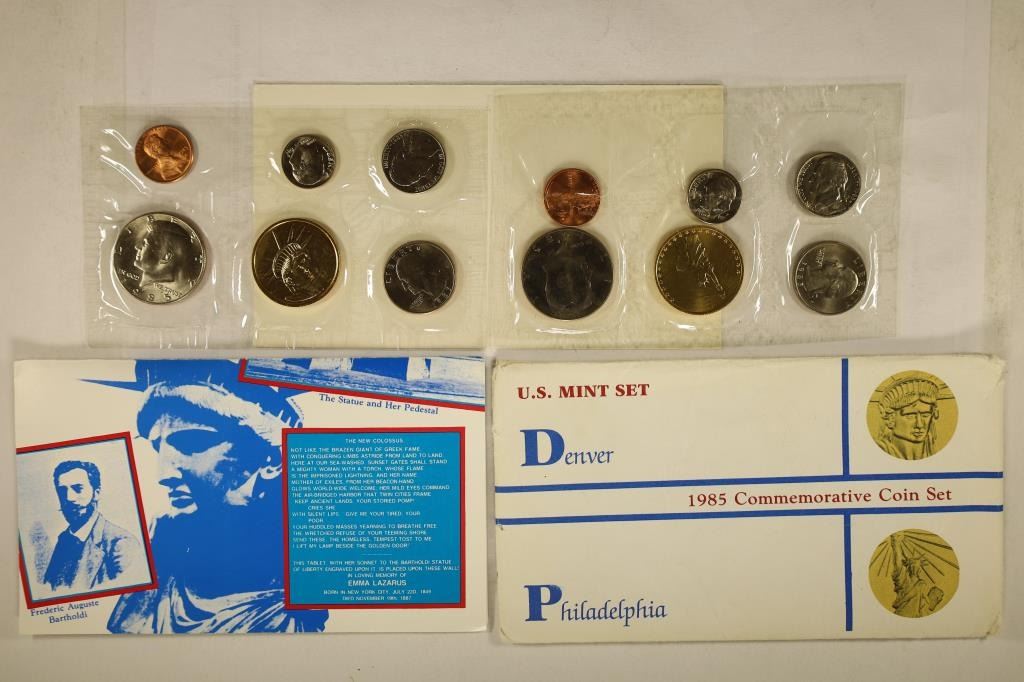 LIBERTY
IN GOD
WE TRUST
1985
LIBERTY
The Statue and Her Pedestal
THE NEW COLOSSUS
NOT LIKE THE BRAZEN GIANT OF GREEK FAME
WITH CONQUERING LIMBS ASTRIDE FROM LAND TO LAND,
HERE AT OUR SEA-WASHED, SUNSET GATES SHALL STAND
A MIGHTY WOMAN WITH A TORCH, WHOSE FLAME
IS THE IMPRISONED LIGHTNING, AND HER NAME
MOTHER OF EXILES. FROM HER BEACON-HAND
GLOWS WORLD-WIDE WELCOME, HER MILD EYES COMMAND
THE AIR-BRIDGED HARBOR THAT TWIN CITIES FRAME
"KEEP ANCIENT LANDS, YOUR STORIED POMP!"
CRIES SHE
WITH SILENT LIPS. "GIVE ME YOUR TIRED, YOUR
POOR
YOUR HUDDLED MASSES YEARNING TO BREATHE FREE
THE WRETCHED REFUSE OF YOUR TEEMING SHORE
SEND THESE, THE HOMELESS, TEMPEST-TOST TO ME
I LIFT MY LAMP BESIDE THE GOLDEN DOOR"
THIS TABLET, WITH HER SONNET TO THE BARTHOLDI STATUE
OF LIBERTY ENGRAVED UPON IT, IS PLACED UPON THESE WALLS
IN LOVING MEMORY OF
EMMA LAZARUS
BORN IN NEW YORK CITY, JULY 22D, 1849
DIED NOVEMBER 19th, 1887
Frederic Auguste
Bartholdi
U.S. MINT SET
Denver
1985 Commemorative Coin Set
Philadelphia